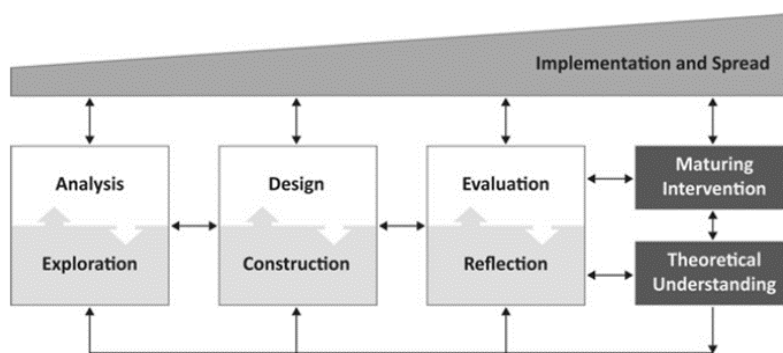 Implementation and Spread
Analysis
Exploration
Design
Construction
Evaluation
Reflection
Maturing
Intervention
Theoretical
Understanding